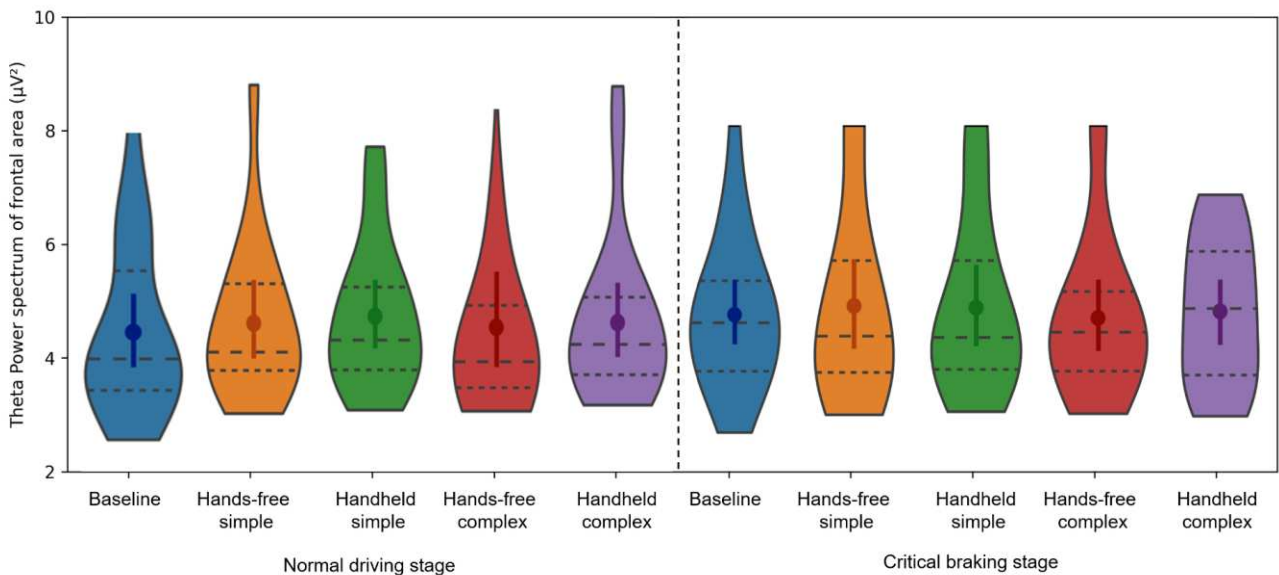 Theta Power spectrum of frontal area (μV²)
10
8
6
4
2
Baseline
Hands-free
simple
Handheld
simple
Hands-free
complex
Handheld
complex
Baseline
Hands-free
simple
Handheld
simple
Hands-free
complex
Handheld
complex
Normal driving stage
Critical braking stage